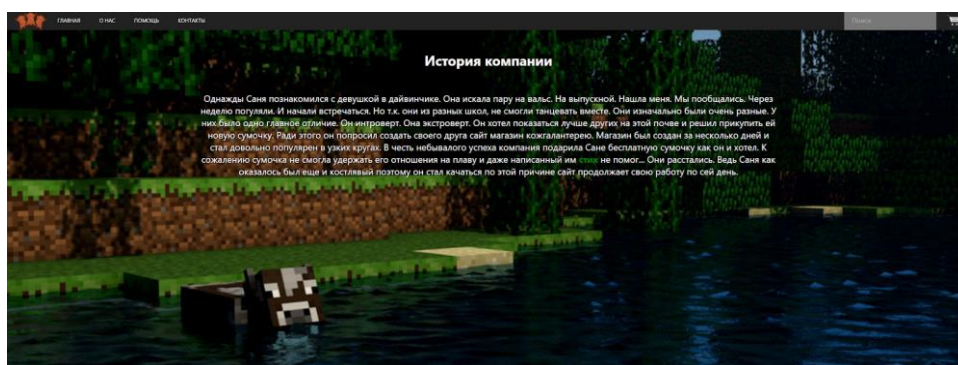 ГЛАВНАЯ О НАС ПОМОЩЬ КОНТАКТЫ Поиск
История компании
Однажды Саня познакомился с девушкой в дайвинчике. Она искала пару на вальс. На выпускной. Нашла меня. Мы пообщались. Через
неделю погуляли. И начали встречаться. Но т.к. они из разных школ, не смогли танцевать вместе. Они изначально были очень разные. У
них было одно главное отличие. Он интроверт. Она экстроверт. Он хотел показаться лучше других на этой почве и решил прикупить ей
новую сумочку. Ради этого он попросил создать своего друга сайт магазин кожгалантерею. Магазин был создан за несколько дней и
стал довольно популярен в узких кругах. В честь небывалого успеха компания подарила Сане бесплатную сумочку как он и хотел. К
сожалению сумочка не смогла удержать его отношения на плаву и даже написанный им стих не помог... Они расстались. Ведь Саня как
оказалось был еще и костлявый поэтому он стал качаться по этой причине сайт продолжает свою работу по сей день.